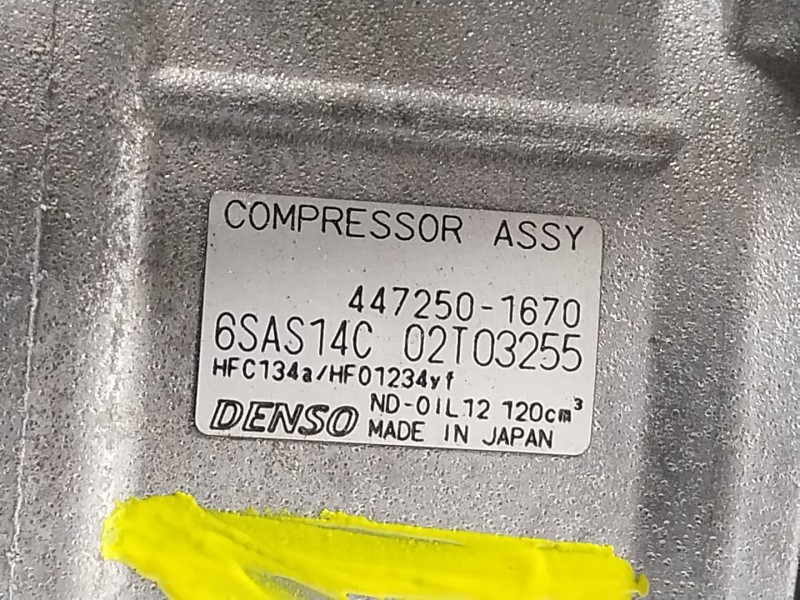 COMPRESSOR ASSY
447250-1670
6SAS14C 02T03255
HFC134a/HFO1234yf
ND-OIL12 120cm³
DENSO MADE IN JAPAN